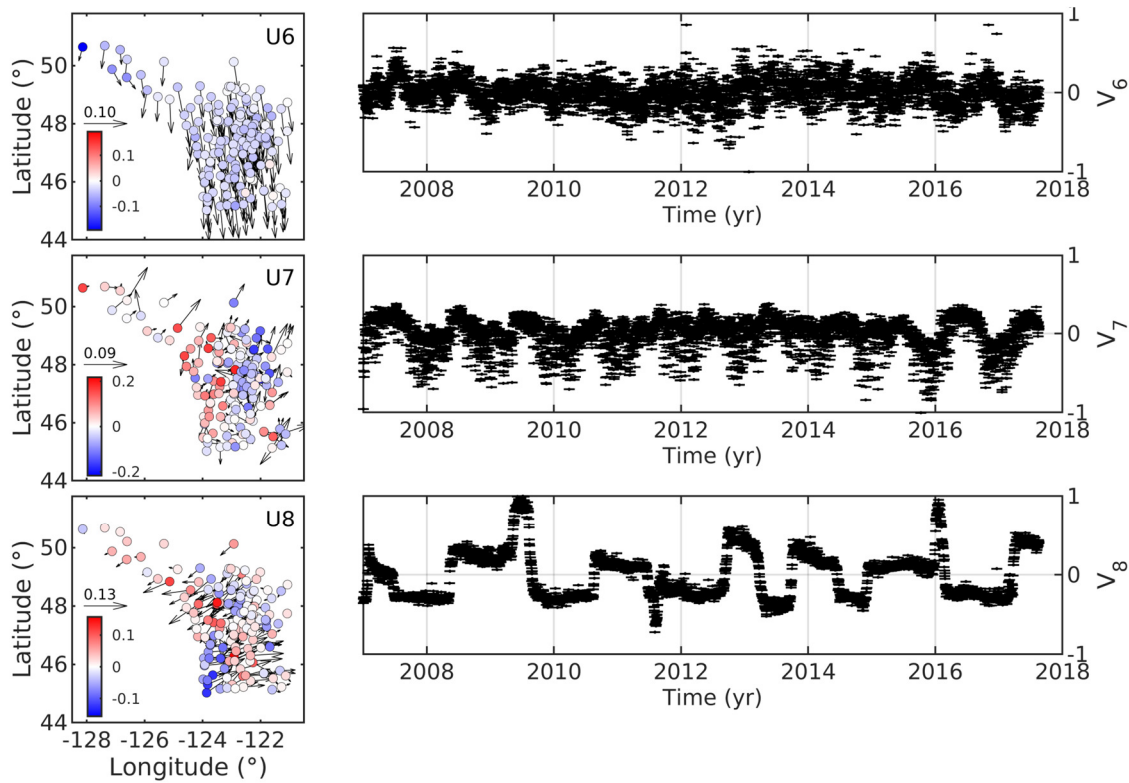 U6
50
48
46
44
Latitude (°)
0.10
0.1
0
-0.1
1
0
-1
V6
2008 2010 2012 2014 2016 2018
Time (yr)
U7
50
48
46
44
Latitude (°)
0.09
0.2
0
-0.2
1
0
-1
V7
2008 2010 2012 2014 2016 2018
Time (yr)
U8
50
48
46
44
Latitude (°)
0.13
0.1
0
-0.1
1
0
-1
V8
2008 2010 2012 2014 2016 2018
Time (yr)
-128 -126 -124 -122
Longitude (°)